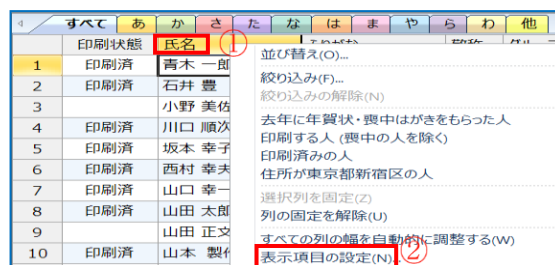 すべて あ か さ た な は ま や ら わ 他
印刷状態 氏名 ①
1 印刷済 青木 一郎
2 印刷済 石井 豊
3 小野 美佐
4 印刷済 川口 順次
5 印刷済 坂本 幸子
6 印刷済 西村 幸夫
7 印刷済 山口 幸一
8 印刷済 山田 太郎
9 山田 正文
10 印刷済 山本 製作
並び替え(O)...
絞り込み(F)...
絞り込みの解除(N)
去年に年賀状・喪中はがきをもらった人
印刷する人 (喪中の人を除く)
印刷済みの人
住所が東京都新宿区の人
選択列を固定(Z)
列の固定を解除(U)
すべての列の幅を自動的に調整する(W)
表示項目の設定(N)... ②